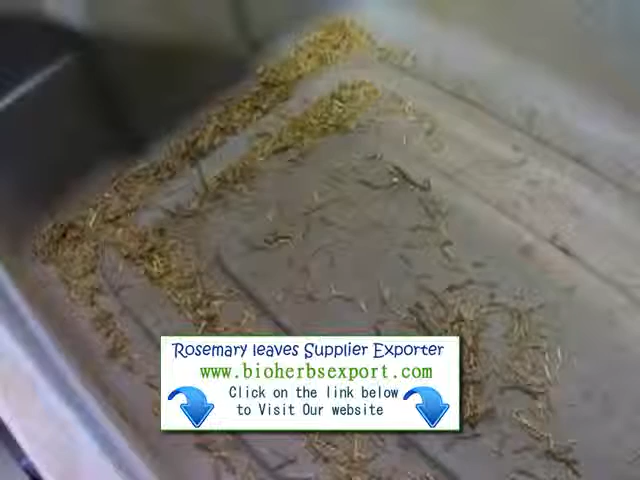 Rosemary leaves Supplier Exporter
www.bioherbsexport.com
Click on the link below
to Visit Our website